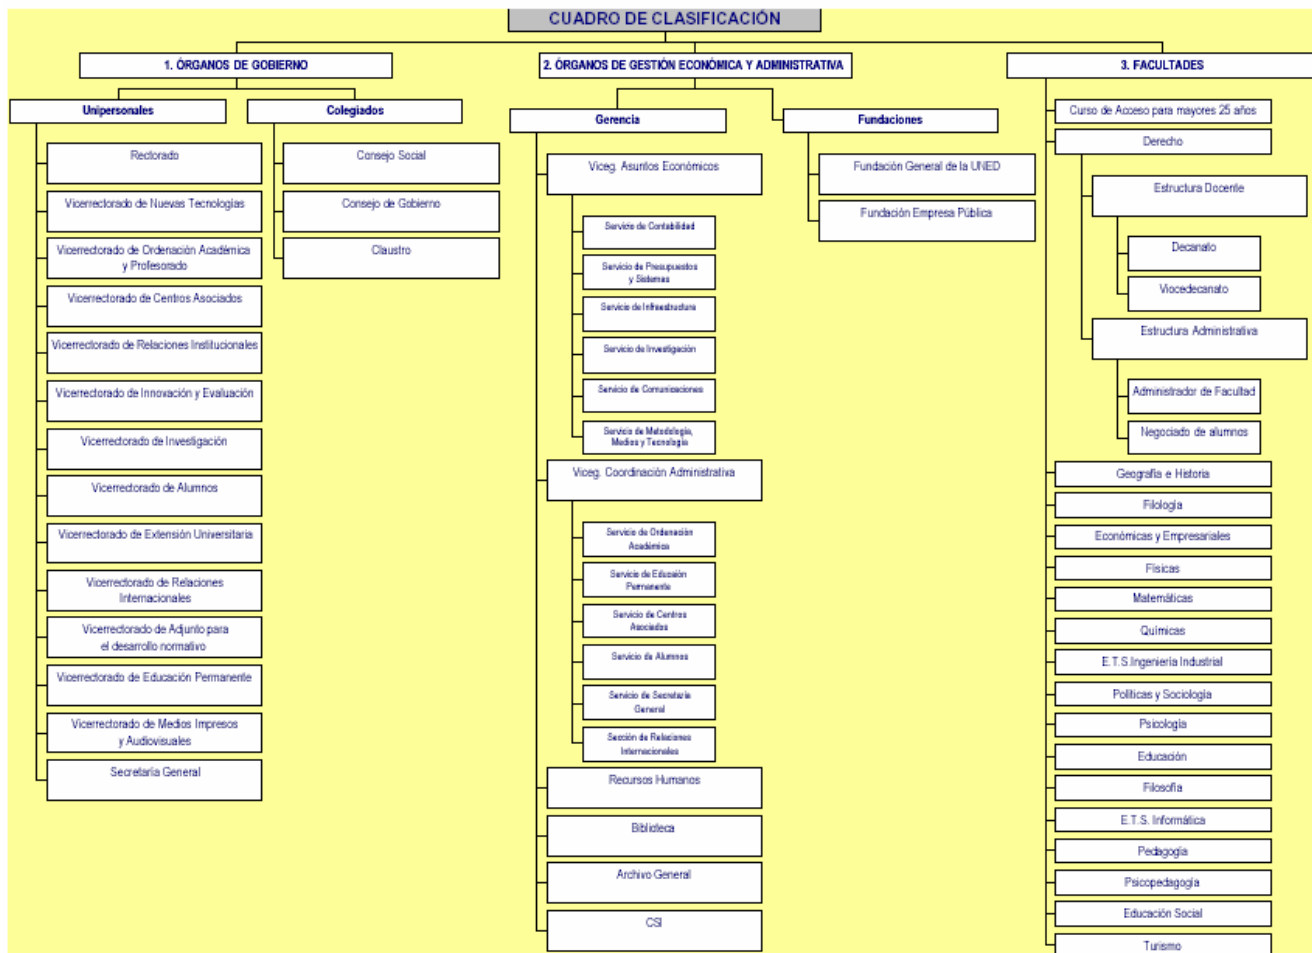 CUADRO DE CLASIFICACIÓN
1. ÓRGANOS DE GOBIERNO
Unipersonales
Rectorado
Vicerrectorado de Nuevas Tecnologías
Vicerrectorado de Ordenación Académica
y Profesorado
Vicerrectorado de Centros Asociados
Vicerrectorado de Relaciones Institucionales
Vicerrectorado de Innovación y Evaluación
Vicerrectorado de Investigación
Vicerrectorado de Alumnos
Vicerrectorado de Extensión Universitaria
Vicerrectorado de Relaciones
Internacionales
Vicerrectorado de Adjunto para
el desarrollo normativo
Vicerrectorado de Educación Permanente
Vicerrectorado de Medios Impresos
y Audiovisuales
Secretaría General
Colegiados
Consejo Social
Consejo de Gobierno
Claustro
2. ÓRGANOS DE GESTIÓN ECONÓMICA Y ADMINISTRATIVA
Gerencia
Viceg. Asuntos Económicos
Servicio de Contabilidad
Servicio de Presupuestos
y Sistemas
Servicio de Infraestructura
Servicio de Investigación
Servicio de Comunicaciones
Servicio de Metodología,
Medios y Tecnología
Viceg. Coordinación Administrativa
Servicio de Ordenación
Académica
Servicio de Educaión
Permanente
Servicio de Centros
Asociados
Servicio de Alumnos
Servicio de Secretaría
General
Sección de Relaciones
Internacionales
Recursos Humanos
Biblioteca
Archivo General
CSI
Fundaciones
Fundación General de la UNED
Fundación Empresa Pública
3. FACULTADES
Curso de Acceso para mayores 25 años
Derecho
Estructura Docente
Decanato
Viocedecanato
Estructura Administrativa
Administrador de Facultad
Negociado de alumnos
Geografía e Historia
Filología
Económicas y Empresariales
Físicas
Matemáticas
Químicas
E.T.S.Ingeniería Industrial
Políticas y Sociología
Psicología
Educación
Filosofía
E.T.S. Informática
Pedagogía
Psicopedagogía
Educación Social
Turismo